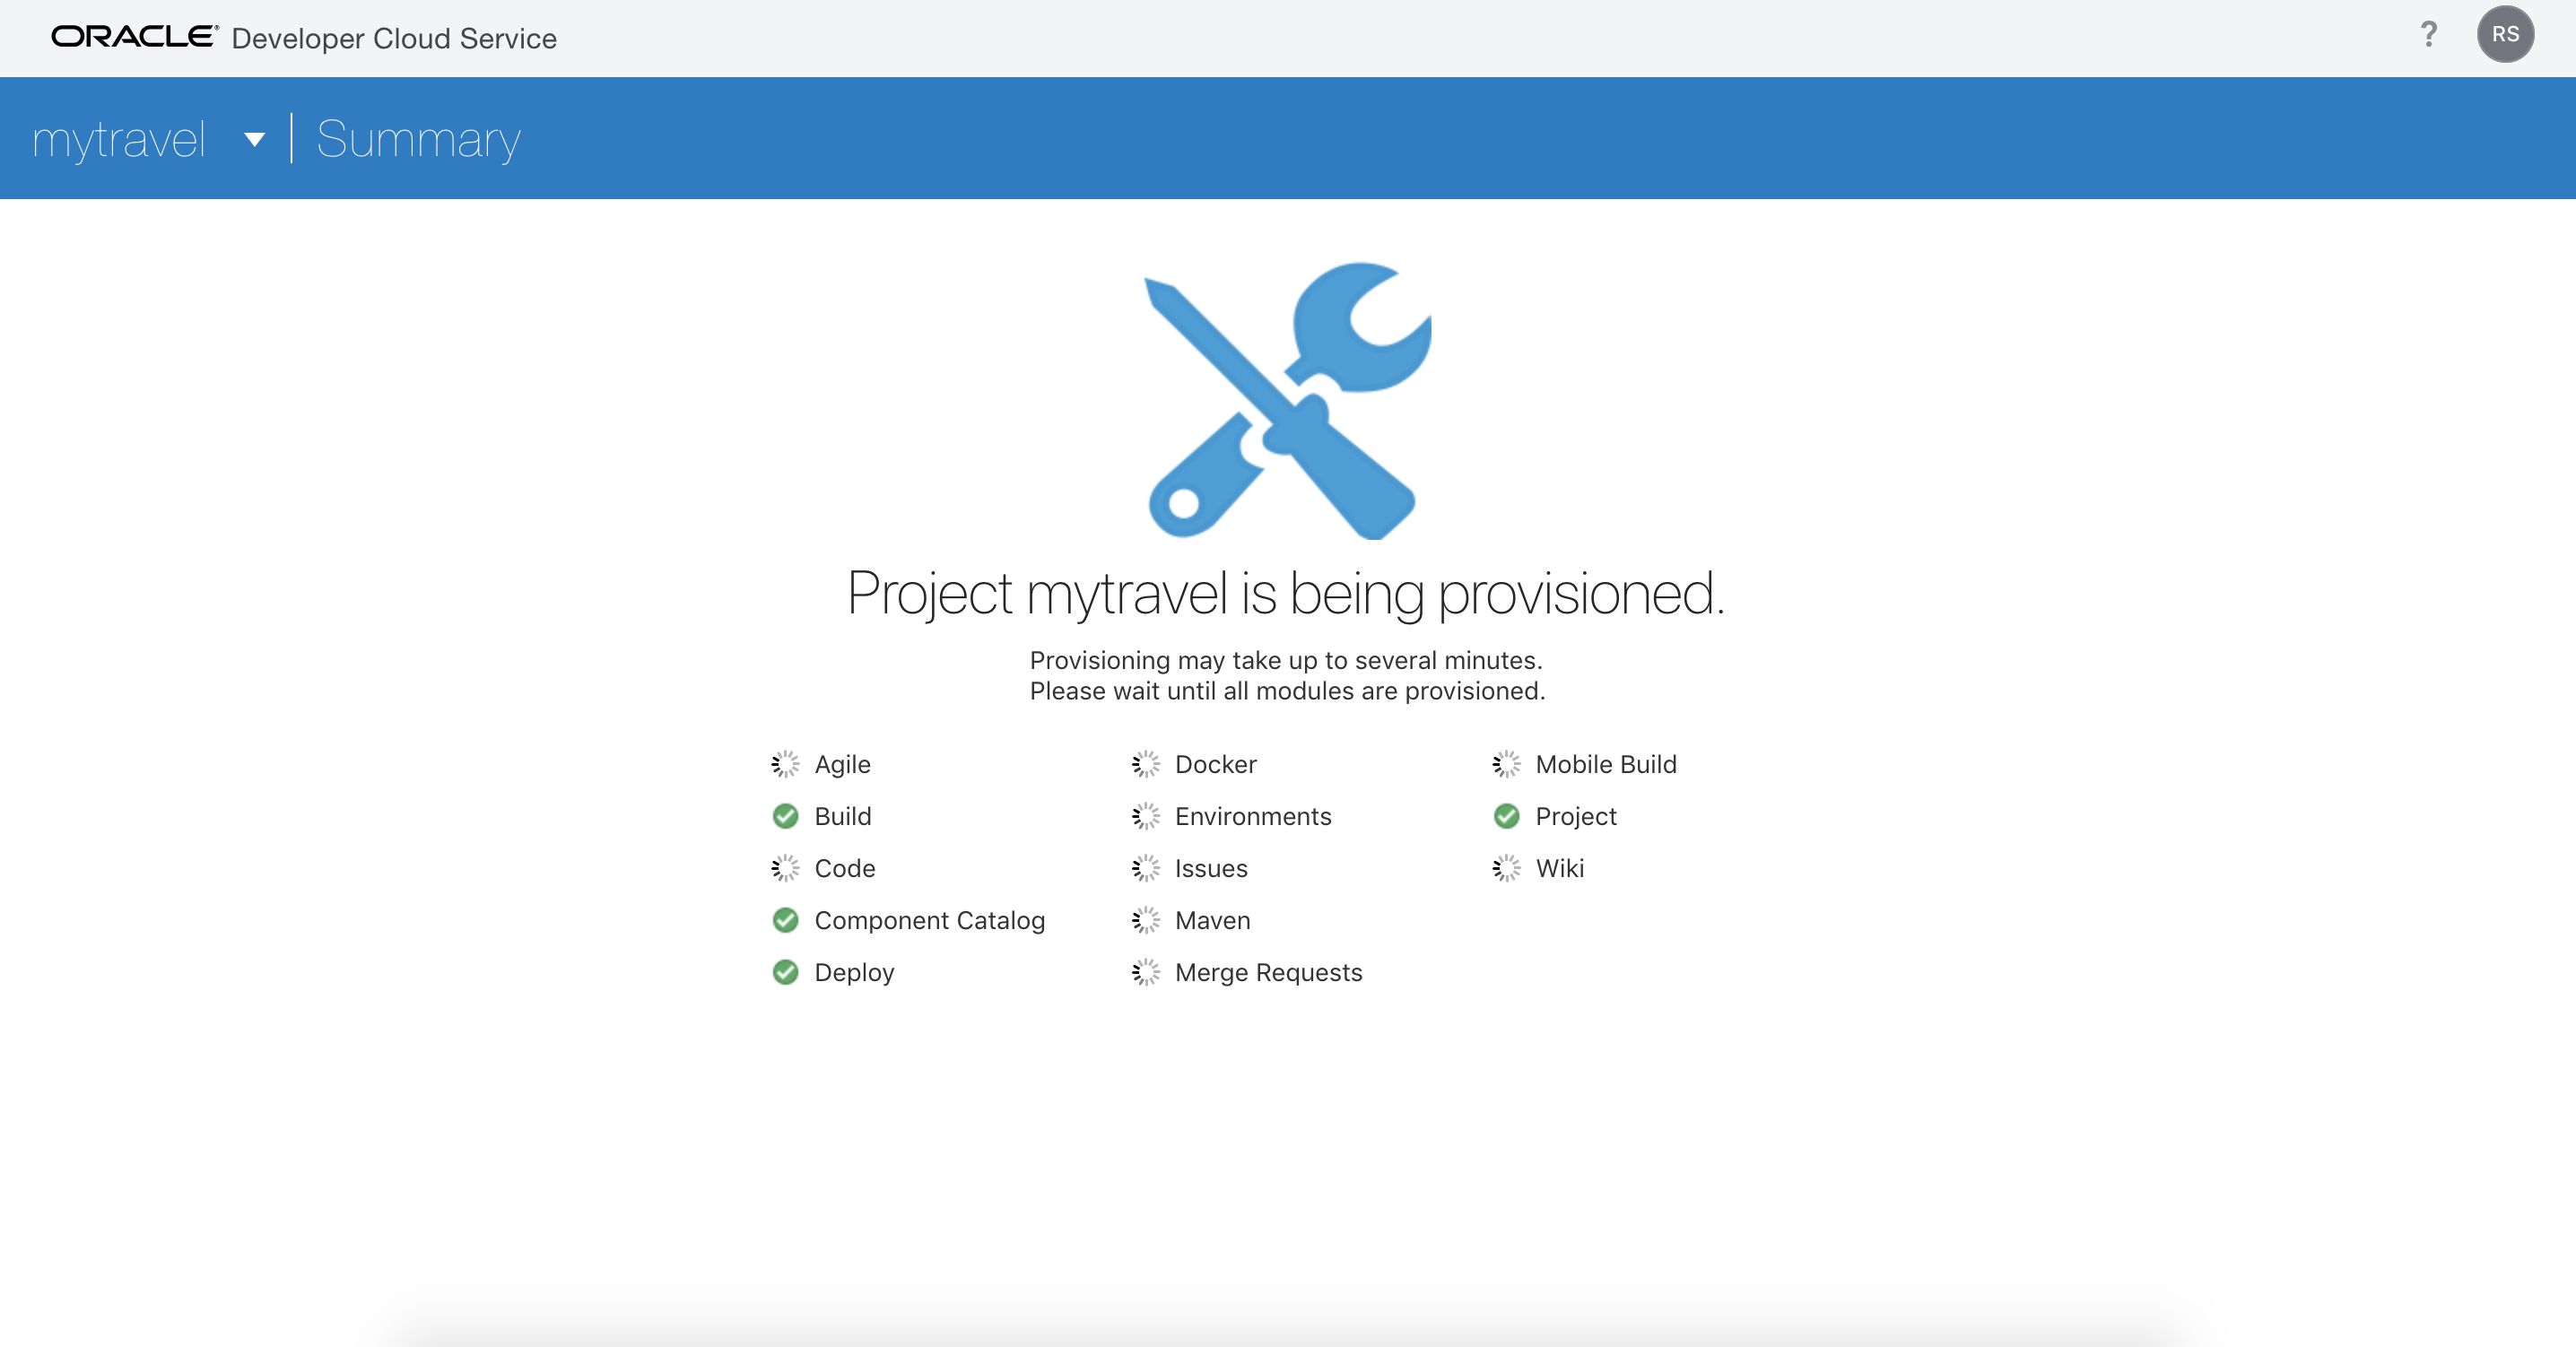 ORACLE® Developer Cloud Service
? RS
mytravel Summary
Project mytravel is being provisioned.
Provisioning may take up to several minutes.
Please wait until all modules are provisioned.
Agile
Build
Code
Component Catalog
Deploy
Docker
Environments
Issues
Maven
Merge Requests
Mobile Build
Project
Wiki